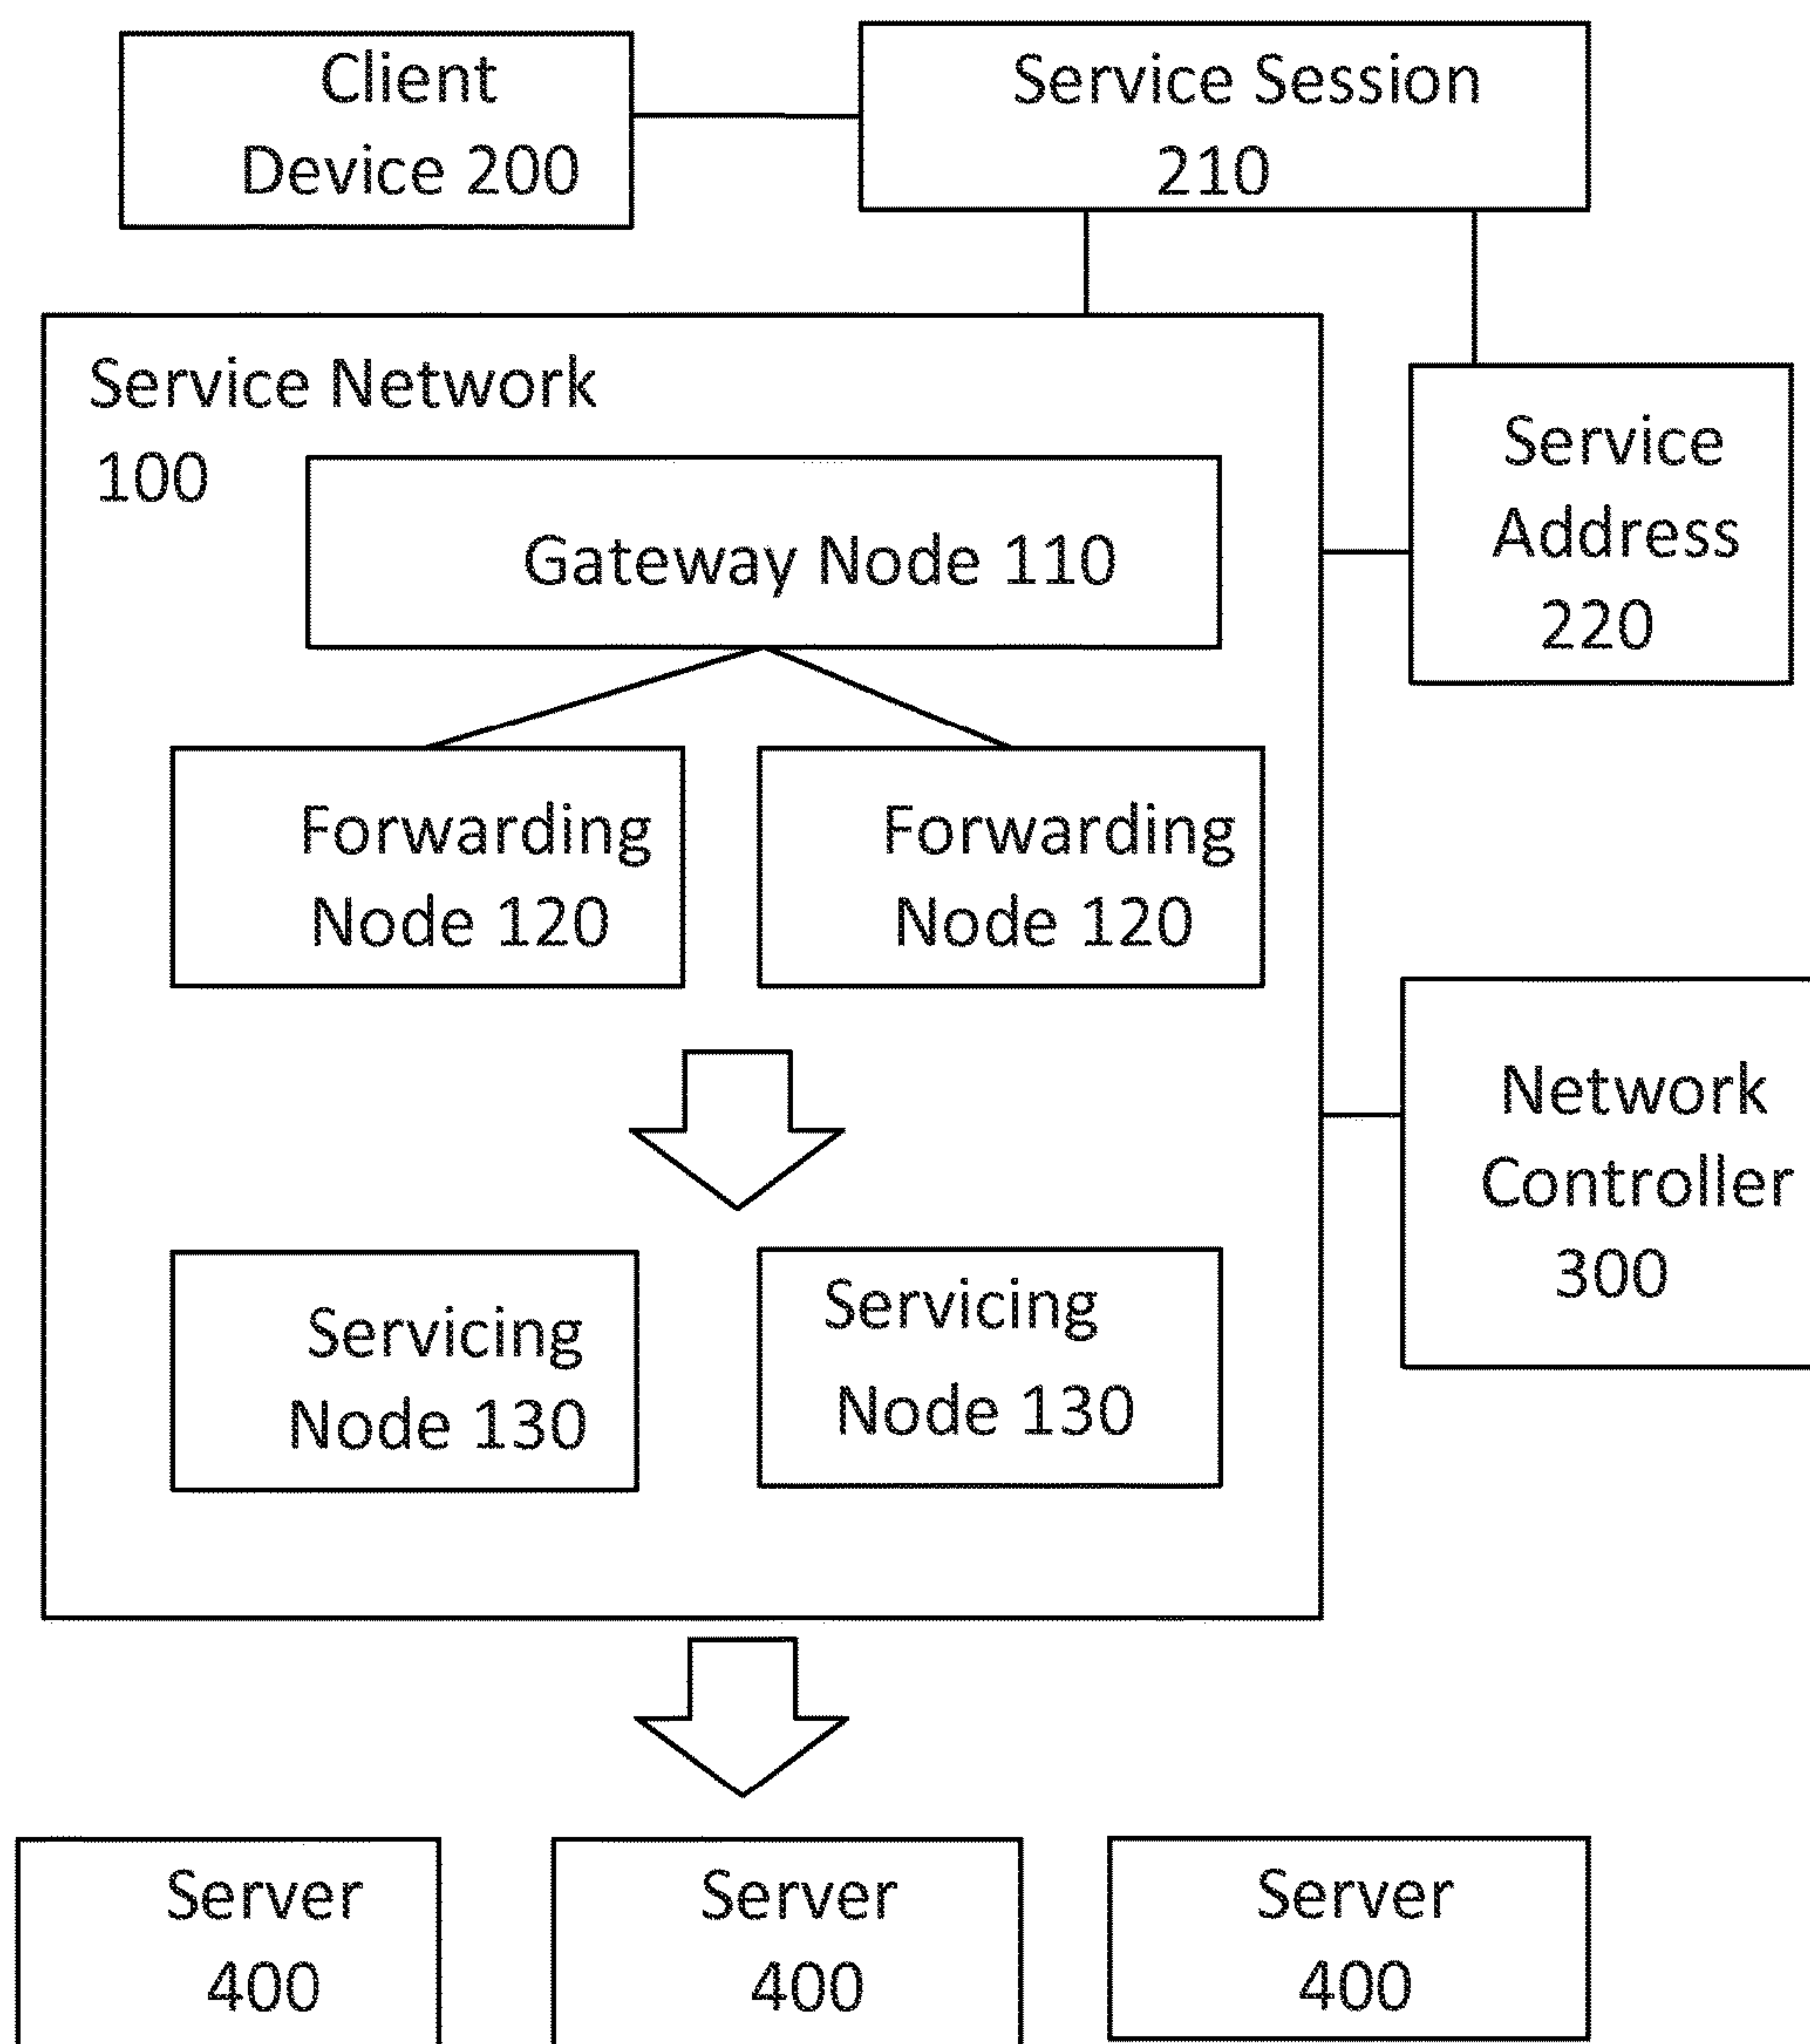 Client
Device 200
Service Session
210
Service Network
100
Gateway Node 110
Service
Address
220
Forwarding
Node 120
Forwarding
Node 120
Network
Controller
300
Servicing
Node 130
Servicing
Node 130
Server
400
Server
400
Server
400